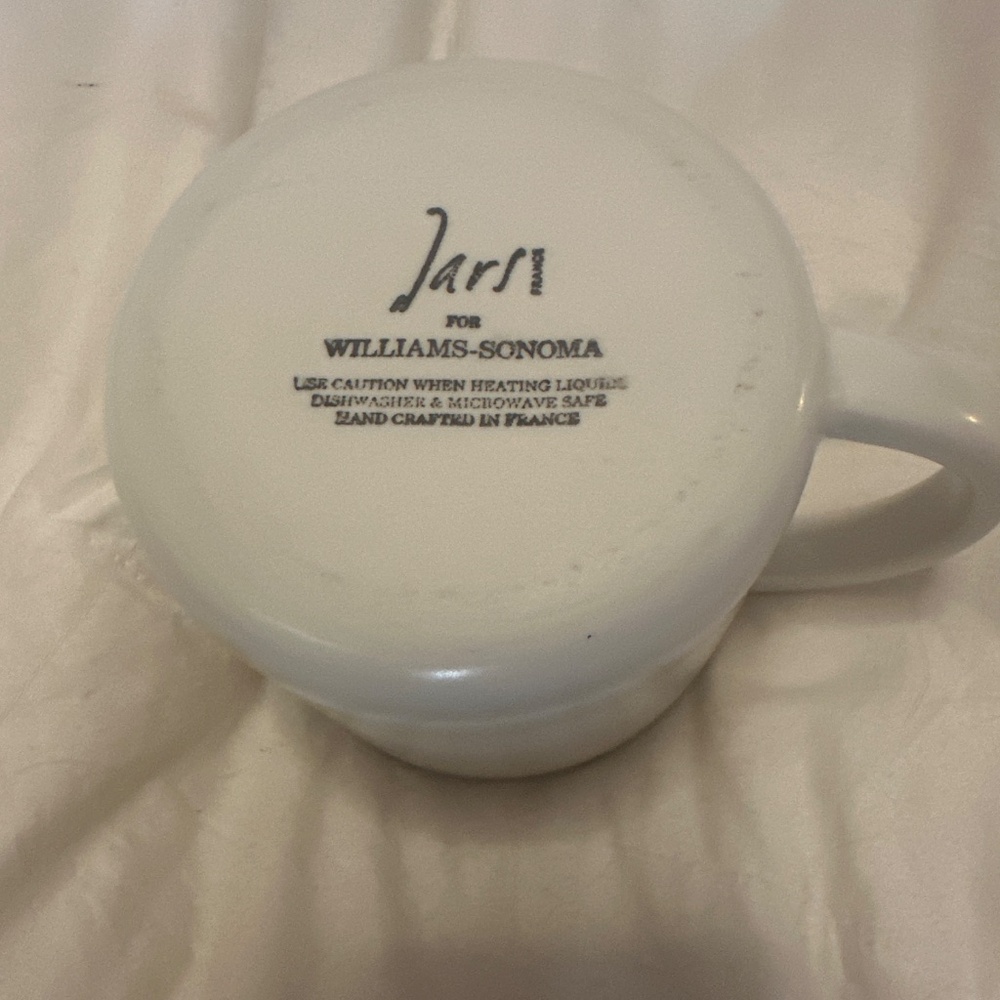 Jars FRANCE
FOR
WILLIAMS-SONOMA
USE CAUTION WHEN HEATING LIQUIDS
DISHWASHER & MICROWAVE SAFE
HAND CRAFTED IN FRANCE